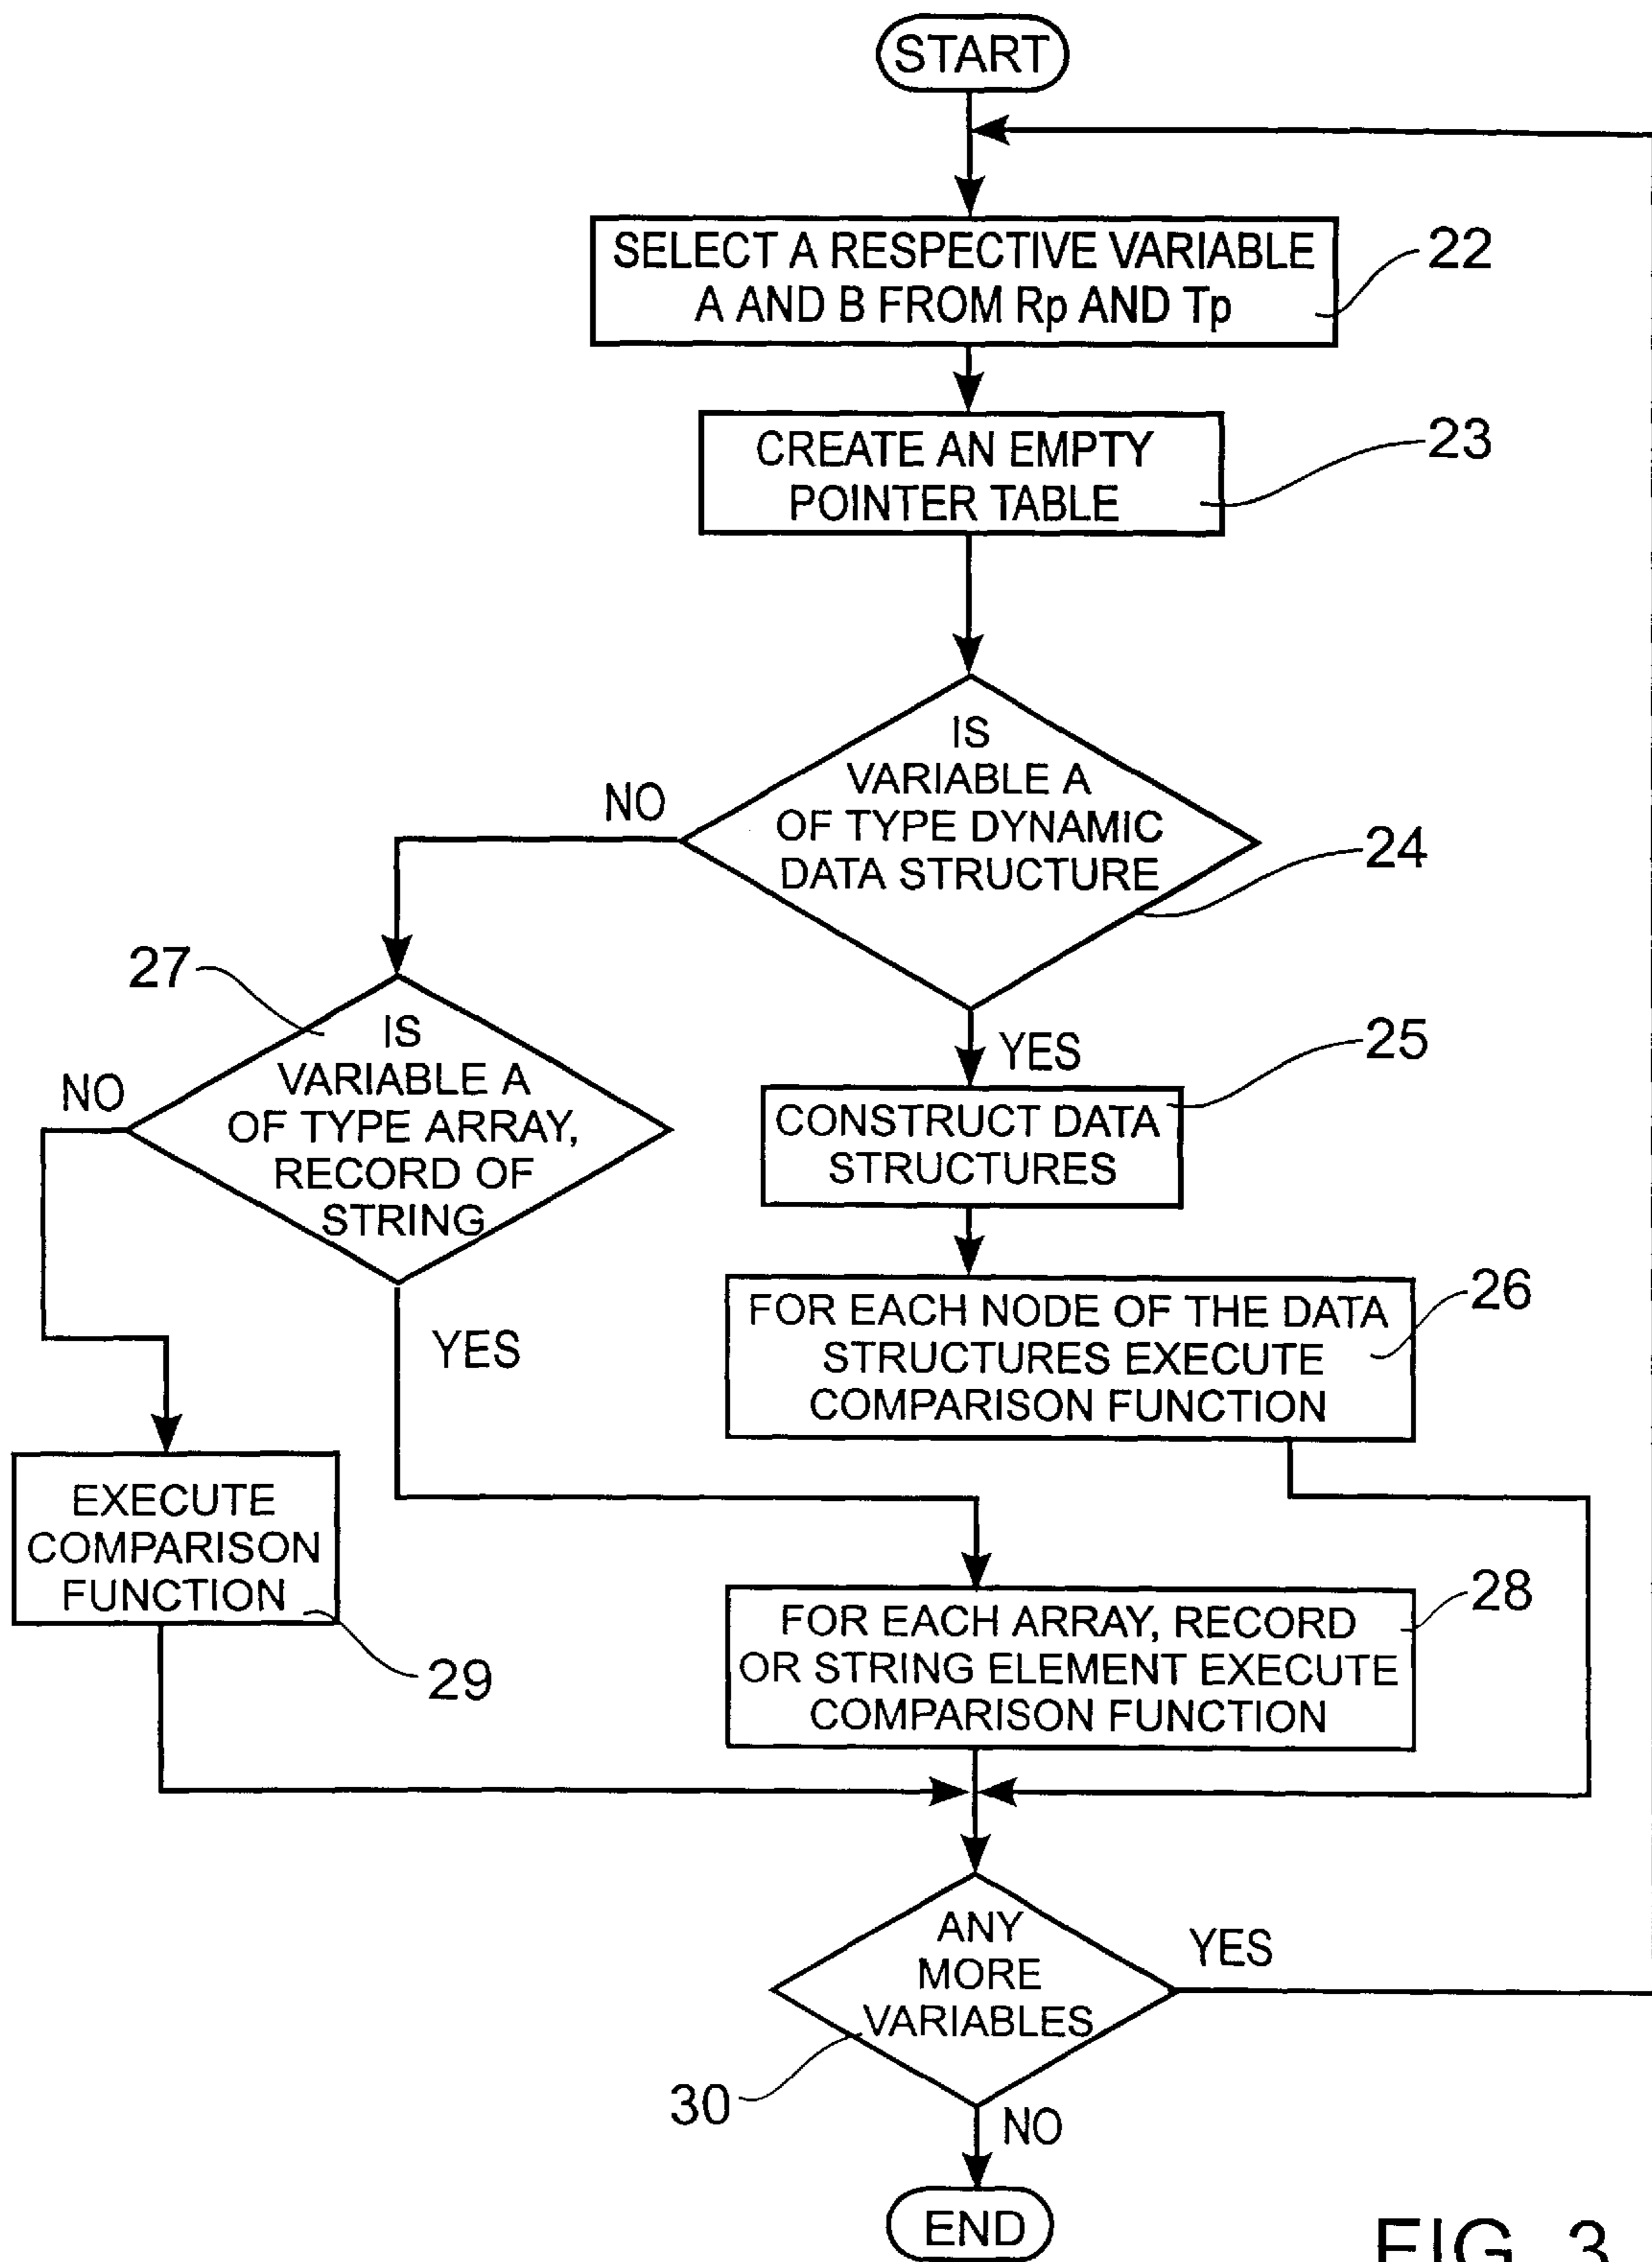 START
SELECT A RESPECTIVE VARIABLE
A AND B FROM Rp AND Tp
22
CREATE AN EMPTY
POINTER TABLE
23
IS
VARIABLE A
OF TYPE DYNAMIC
DATA STRUCTURE
24
NO
YES
27
IS
VARIABLE A
OF TYPE ARRAY,
RECORD OF
STRING
NO
YES
25
CONSTRUCT DATA
STRUCTURES
FOR EACH NODE OF THE DATA
STRUCTURES EXECUTE
COMPARISON FUNCTION
26
EXECUTE
COMPARISON
FUNCTION
29
FOR EACH ARRAY, RECORD
OR STRING ELEMENT EXECUTE
COMPARISON FUNCTION
28
ANY
MORE
VARIABLES
YES
30
NO
END
FIG. 3